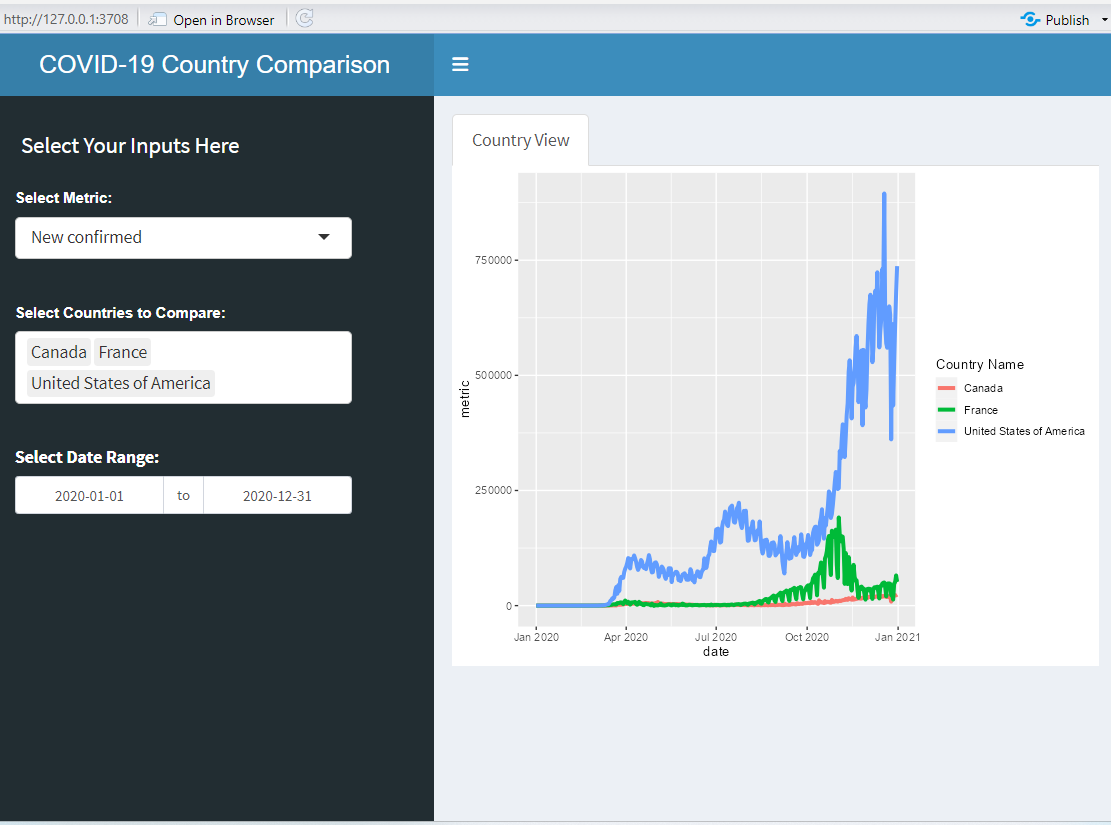 http://127.0.0.1:3708 Open in Browser Publish
COVID-19 Country Comparison
Select Your Inputs Here
Select Metric:
New confirmed
Select Countries to Compare:
Canada France
United States of America
Select Date Range:
2020-01-01 to 2020-12-31
Country View
metric
750000
500000
250000
0
Jan 2020 Apr 2020 Jul 2020 Oct 2020 Jan 2021
date
Country Name
Canada
France
United States of America